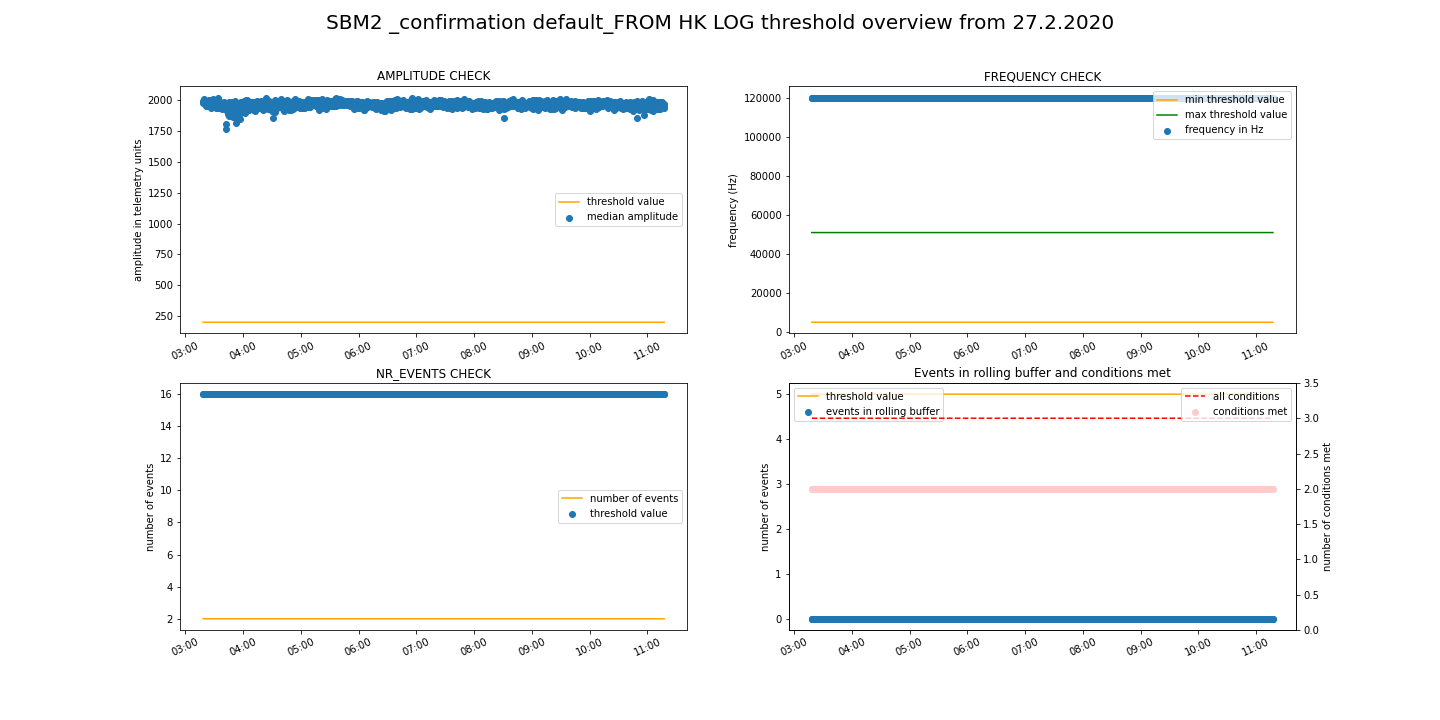 SBM2 _confirmation default_FROM HK LOG threshold overview from 27.2.2020
AMPLITUDE CHECK
amplitude in telemetry units
2000
1750
1500
1250
1000
750
500
250
threshold value
median amplitude
03:00 04:00 05:00 06:00 07:00 08:00 09:00 10:00 11:00
FREQUENCY CHECK
frequency (Hz)
120000
100000
80000
60000
40000
20000
0
min threshold value
max threshold value
frequency in Hz
03:00 04:00 05:00 06:00 07:00 08:00 09:00 10:00 11:00
NR_EVENTS CHECK
number of events
16
14
12
10
8
6
4
2
number of events
threshold value
03:00 04:00 05:00 06:00 07:00 08:00 09:00 10:00 11:00
Events in rolling buffer and conditions met
number of events
5
4
3
2
1
0
threshold value
events in rolling buffer
all conditions
conditions met
3.5
3.0
2.5
2.0
1.5
1.0
0.5
0.0
number of conditions met
03:00 04:00 05:00 06:00 07:00 08:00 09:00 10:00 11:00